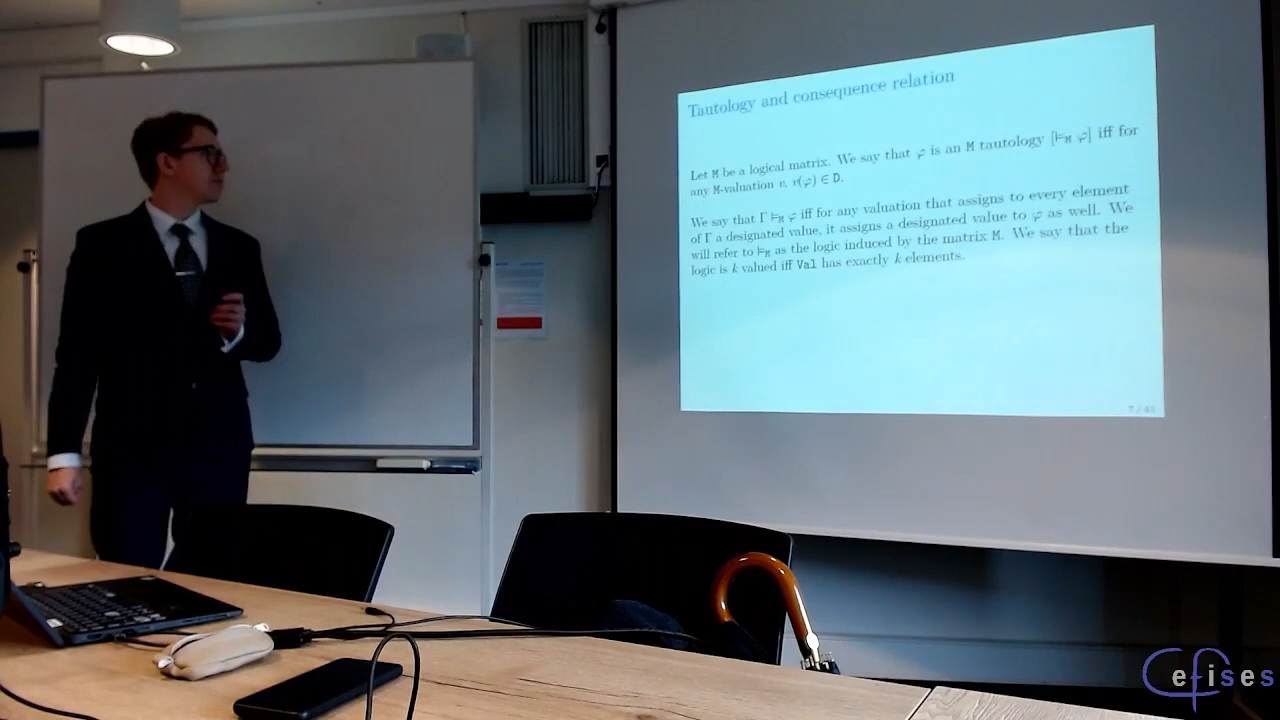 Tautology and consequence relation
Let M be a logical matrix. We say that φ is an M tautology [⊨M φ] iff for
any M-valuation v, v(φ) ∈ D.
We say that Γ ⊨M φ iff for any valuation that assigns to every element
of Γ a designated value, it assigns a designated value to φ as well. We
will refer to ⊨M as the logic induced by the matrix M. We say that the
logic is k valued iff Val has exactly k elements.
Cefises